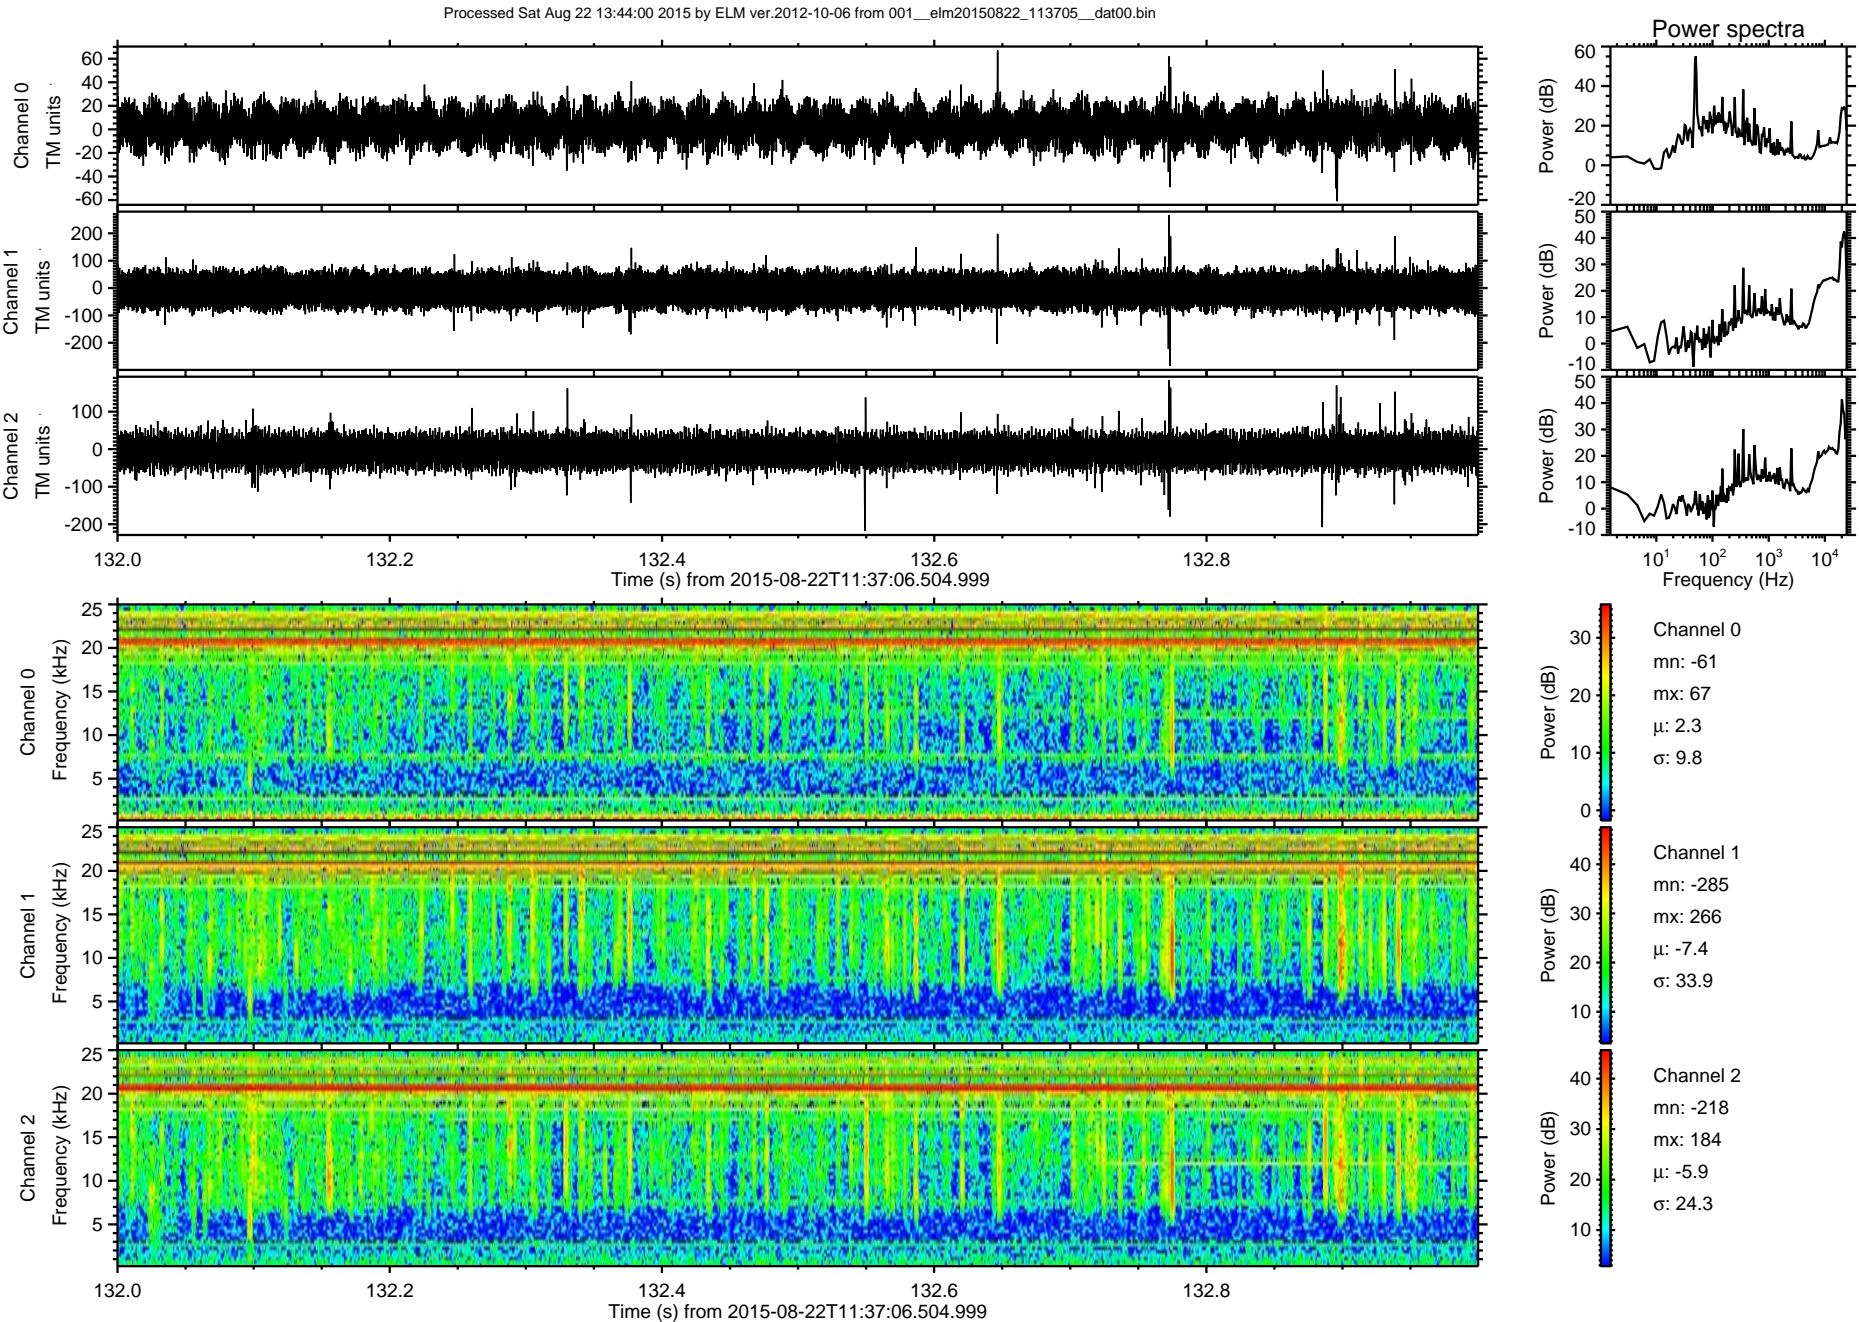 Processed Sat Aug 22 13:44:00 2015 by ELM ver.2012-10-06 from 001__elm20150822_113705__dat00.bin
Power spectra
Channel 0
TM units
60
40
20
0
-20
-40
-60
Power (dB)
60
40
20
0
-20
Channel 1
TM units
200
100
0
-100
-200
Power (dB)
50
40
30
20
10
0
-10
Channel 2
TM units
100
0
-100
-200
Power (dB)
50
40
30
20
10
0
-10
132.0 132.2 132.4 132.6 132.8
Time (s) from 2015-08-22T11:37:06.504.999
10¹ 10² 10³ 10⁴
Frequency (Hz)
Channel 0
Frequency (kHz)
25
20
15
10
5
Power (dB)
30
20
10
0
Channel 0
mn: -61
mx: 67
μ: 2.3
σ: 9.8
Channel 1
Frequency (kHz)
25
20
15
10
5
Power (dB)
40
30
20
10
Channel 1
mn: -285
mx: 266
μ: -7.4
σ: 33.9
Channel 2
Frequency (kHz)
25
20
15
10
5
Power (dB)
40
30
20
10
Channel 2
mn: -218
mx: 184
μ: -5.9
σ: 24.3
132.0 132.2 132.4 132.6 132.8
Time (s) from 2015-08-22T11:37:06.504.999